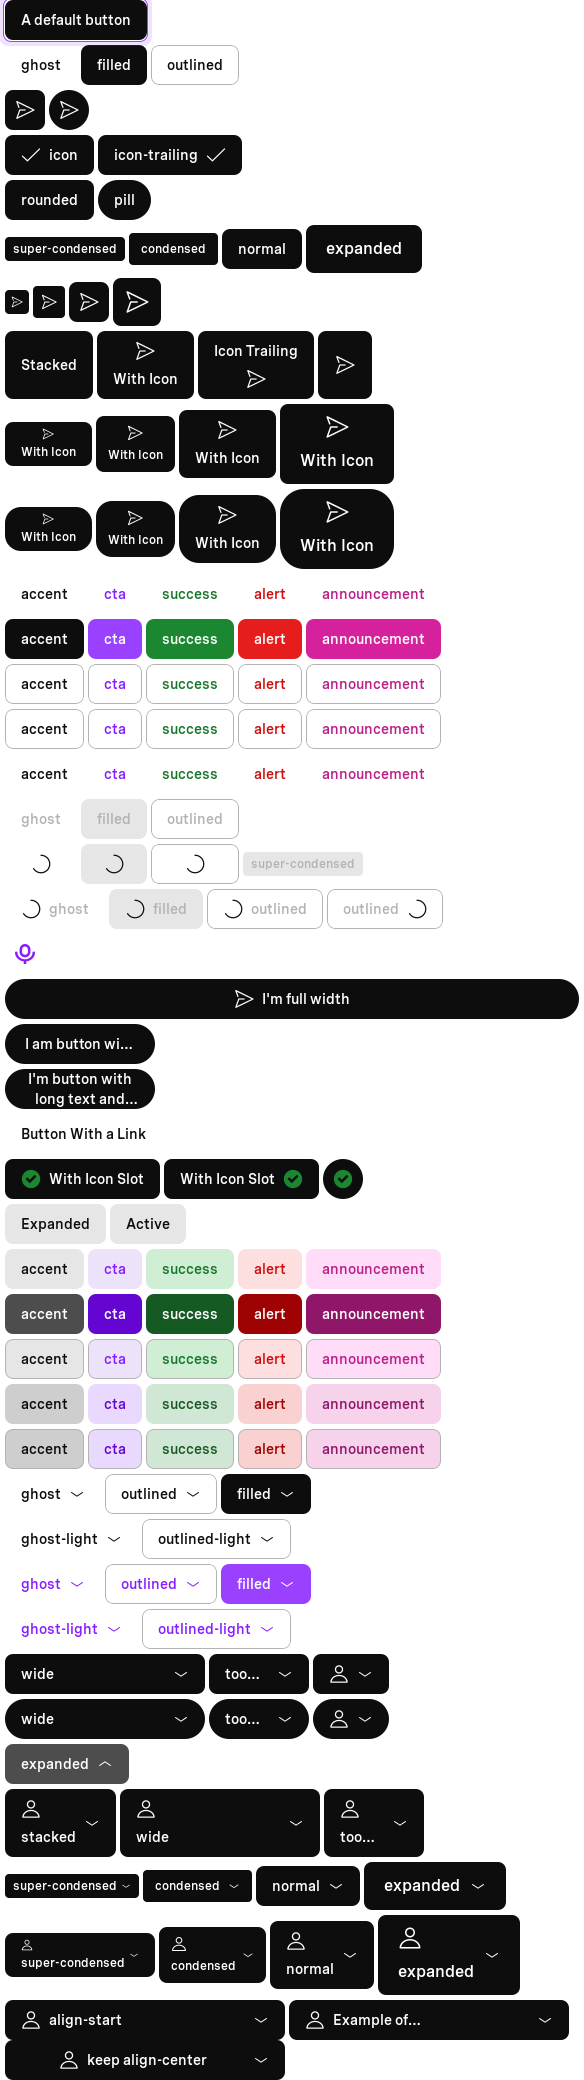 A default button
ghost filled outlined
icon icon-trailing
rounded pill
super-condensed condensed normal expanded
Stacked With Icon Icon Trailing
With Icon With Icon With Icon With Icon
With Icon With Icon With Icon With Icon
accent cta success alert announcement
accent cta success alert announcement
accent cta success alert announcement
accent cta success alert announcement
accent cta success alert announcement
ghost filled outlined
super-condensed
ghost filled outlined outlined
I'm full width
I am button wi...
I'm button with
long text and...
Button With a Link
With Icon Slot With Icon Slot
Expanded Active
accent cta success alert announcement
accent cta success alert announcement
accent cta success alert announcement
accent cta success alert announcement
accent cta success alert announcement
ghost outlined filled
ghost-light outlined-light
ghost outlined filled
ghost-light outlined-light
wide too...
wide too...
expanded
stacked wide too...
super-condensed condensed normal expanded
super-condensed condensed normal expanded
align-start Example of...
keep align-center